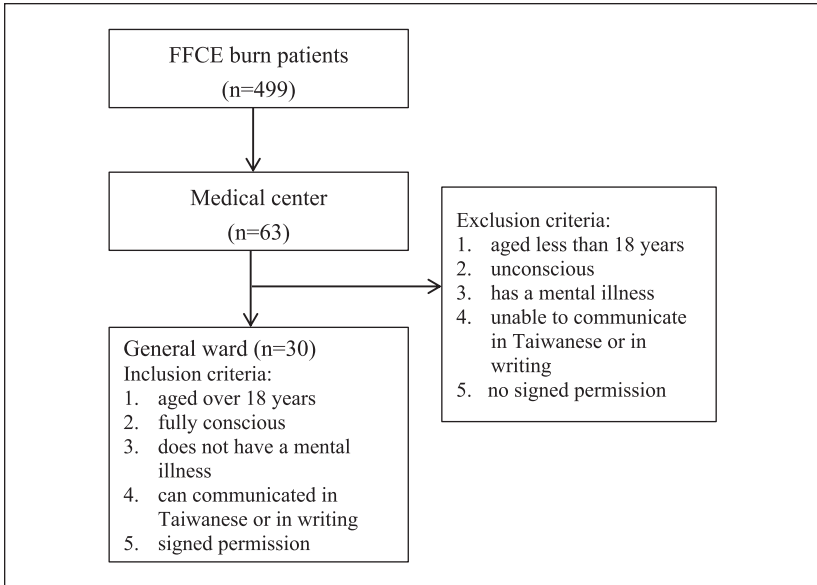 FFCE burn patients
(n=499)
Medical center
(n=63)
Exclusion criteria:
1. aged less than 18 years
2. unconscious
3. has a mental illness
4. unable to communicate
in Taiwanese or in
writing
5. no signed permission
General ward (n=30)
Inclusion criteria:
1. aged over 18 years
2. fully conscious
3. does not have a mental
illness
4. can communicated in
Taiwanese or in writing
5. signed permission